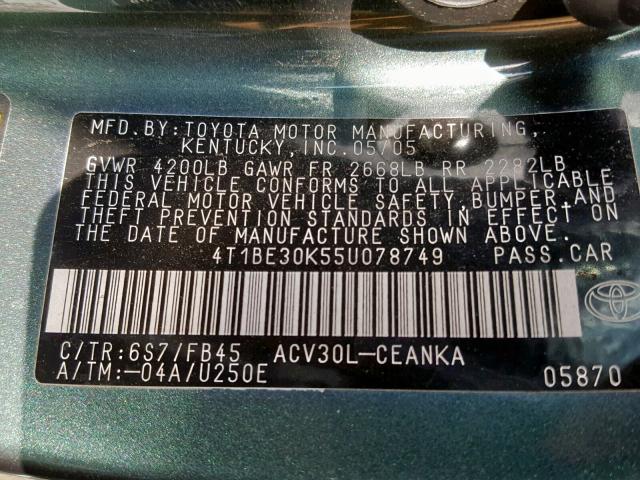 MFD.BY:TOYOTA MOTOR MANUFACTURING,
KENTUCKY,INC.05/05
GVWR 4200LB GAWR FR 2668LB RR 2282LB
THIS VEHICLE CONFORMS TO ALL APPLICABLE
FEDERAL MOTOR VEHICLE SAFETY,BUMPER,AND
THEFT PREVENTION STANDARDS IN EFFECT ON
THE DATE OF MANUFACTURE SHOWN ABOVE.
4T1BE30K55U078749 PASS.CAR
C/TR:6S7/FB45 ACV30L-CEANKA
A/TM:-04A/U250E 05870